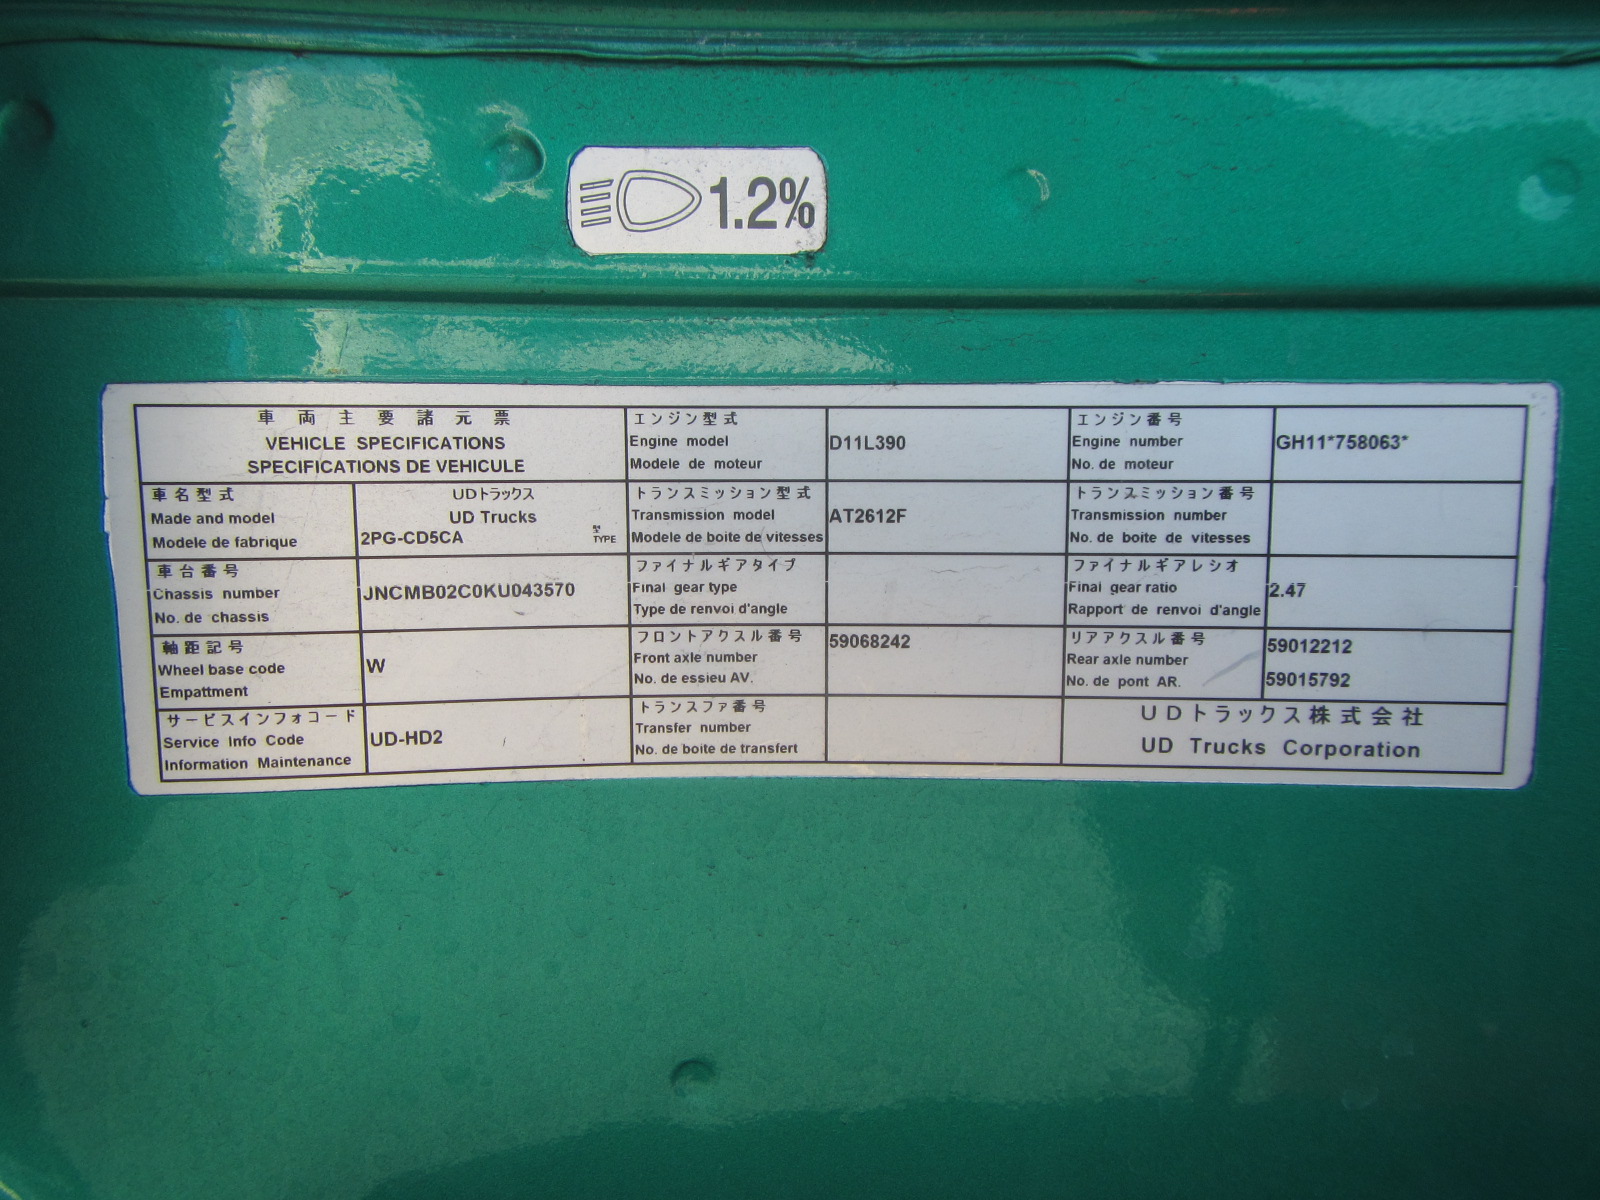 1.2%
車両主要諸元票
VEHICLE SPECIFICATIONS
SPECIFICATIONS DE VEHICULE
車名型式
Made and model
Modele de fabrique
UDトラックス
UD Trucks
2PG-CD5CA
型
TYPE
車台番号
Chassis number
No. de chassis
JNCMB02C0KU043570
軸距記号
Wheel base code
Empattment
W
サービスインフォコード
Service Info Code
Information Maintenance
UD-HD2
エンジン型式
Engine model
Modele de moteur
D11L390
トランスミッション型式
Transmission model
Modele de boite de vitesses
AT2612F
ファイナルギアタイプ
Final gear type
Type de renvoi d'angle
フロントアクスル番号
Front axle number
No. de essieu AV.
59068242
トランスファ番号
Transfer number
No. de boite de transfert
エンジン番号
Engine number
No. de moteur
GH11*758063*
トランスミッション番号
Transmission number
No. de boite de vitesses
ファイナルギアレシオ
Final gear ratio
Rapport de renvoi d'angle
2.47
リアアクスル番号
Rear axle number
No. de pont AR.
59012212
59015792
UDトラックス株式会社
UD Trucks Corporation